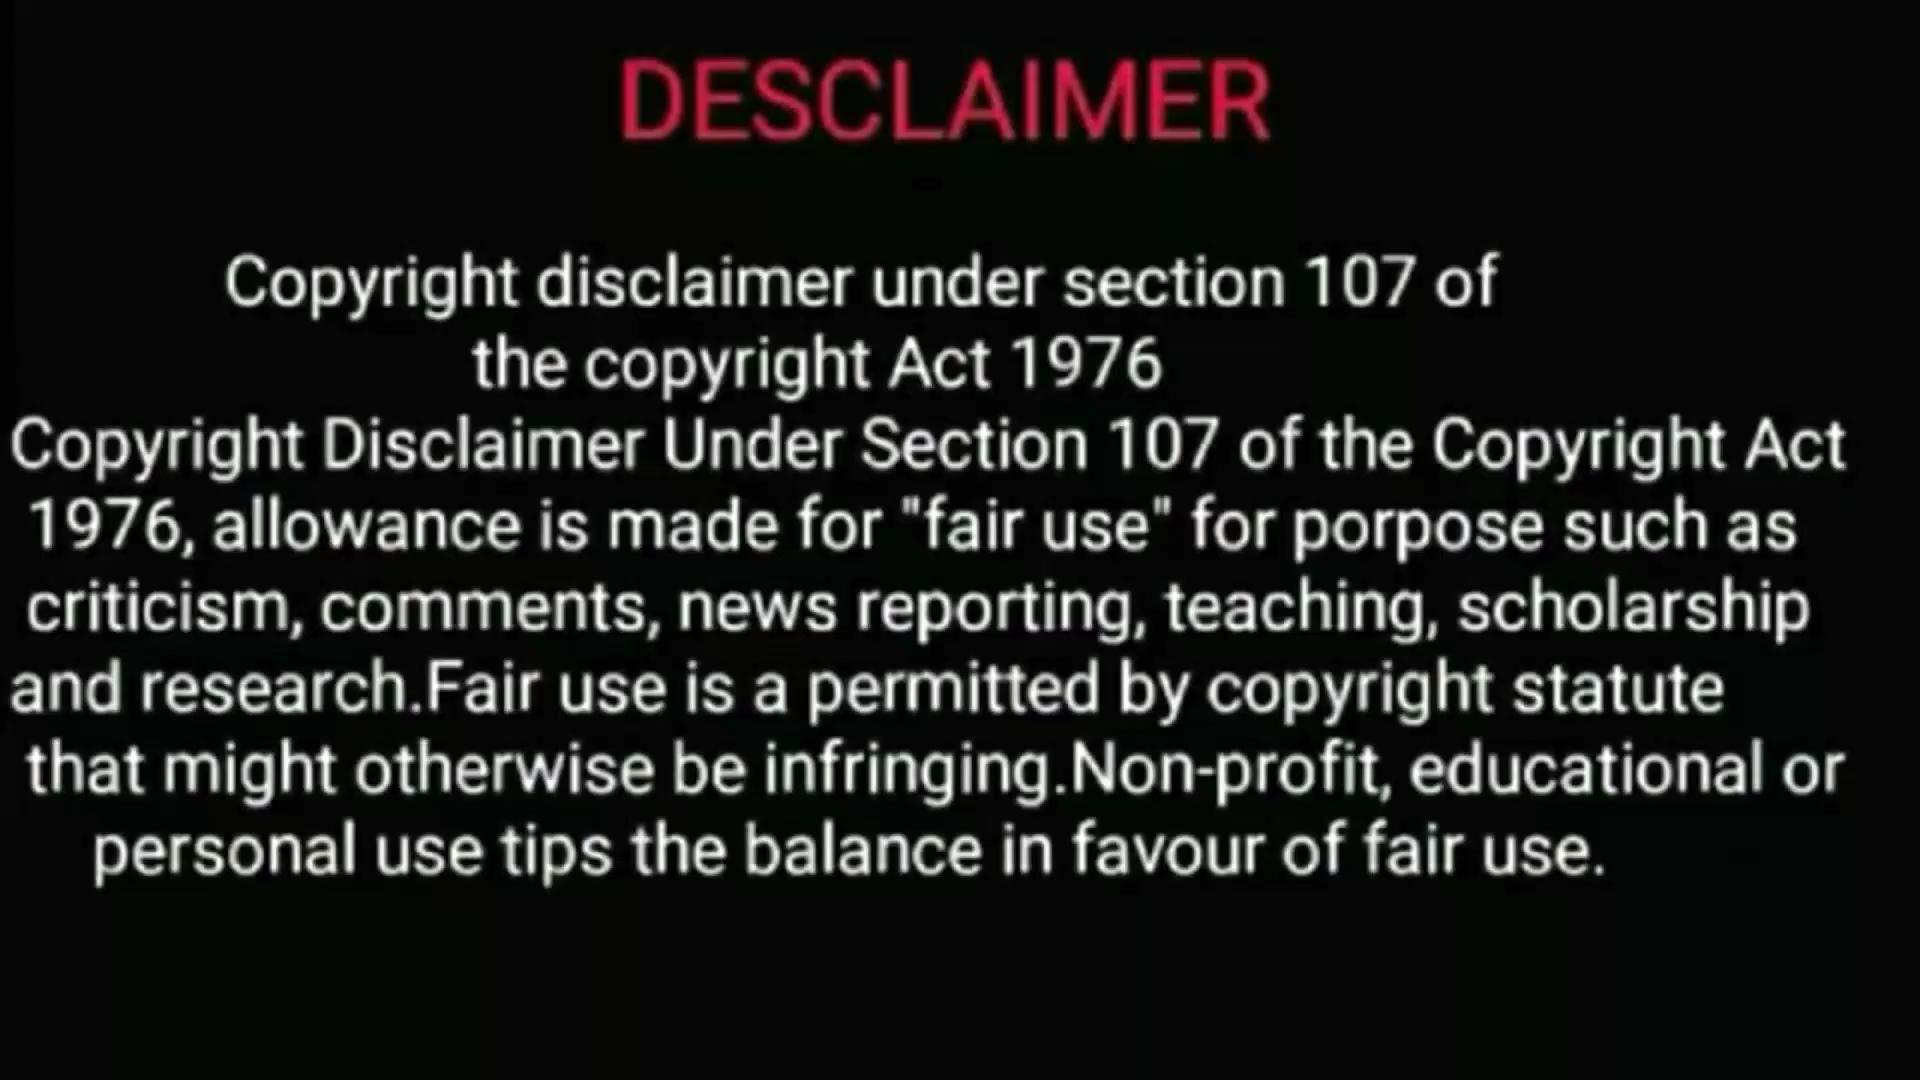 DESCLAIMER
Copyright disclaimer under section 107 of
the copyright Act 1976
Copyright Disclaimer Under Section 107 of the Copyright Act
1976, allowance is made for "fair use" for porpose such as
criticism, comments, news reporting, teaching, scholarship
and research.Fair use is a permitted by copyright statute
that might otherwise be infringing.Non-profit, educational or
personal use tips the balance in favour of fair use.